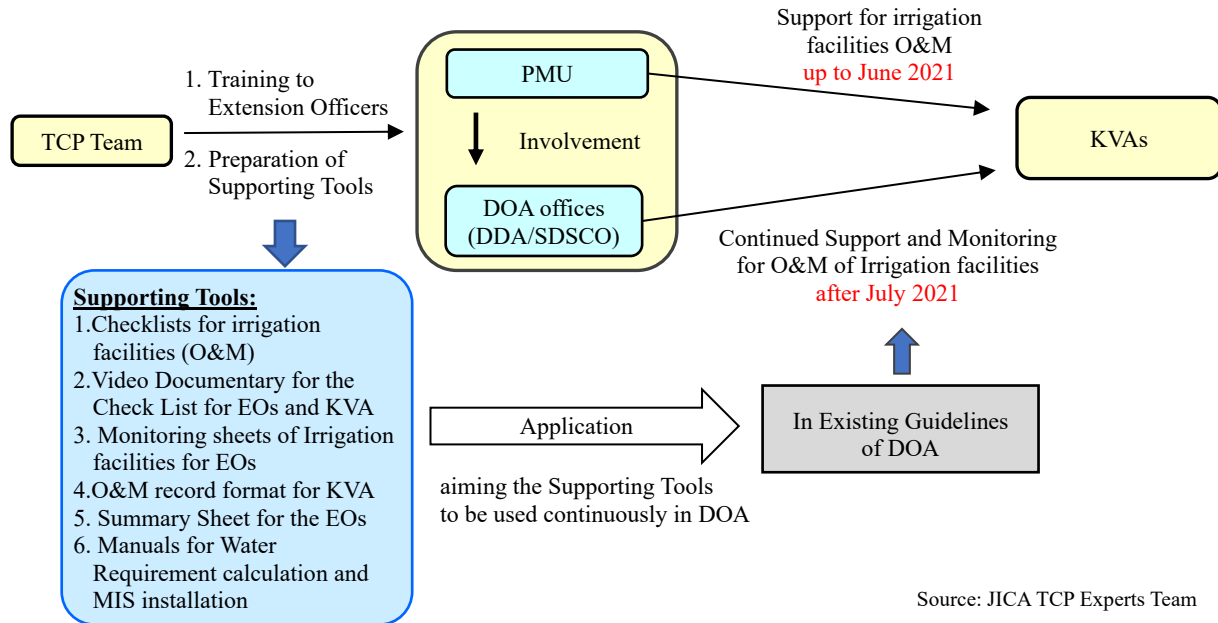 TCP Team
1. Training to
Extension Officers
2. Preparation of
Supporting Tools
PMU
Involvement
DOA offices
(DDA/SDSCO)
Support for irrigation
facilities O&M
up to June 2021
KVAs
Continued Support and Monitoring
for O&M of Irrigation facilities
after July 2021
Supporting Tools:
1.Checklists for irrigation
facilities (O&M)
2.Video Documentary for the
Check List for EOs and KVA
3. Monitoring sheets of Irrigation
facilities for EOs
4.O&M record format for KVA
5. Summary Sheet for the EOs
6. Manuals for Water
Requirement calculation and
MIS installation
Application
aiming the Supporting Tools
to be used continuously in DOA
In Existing Guidelines
of DOA
Source: JICA TCP Experts Team